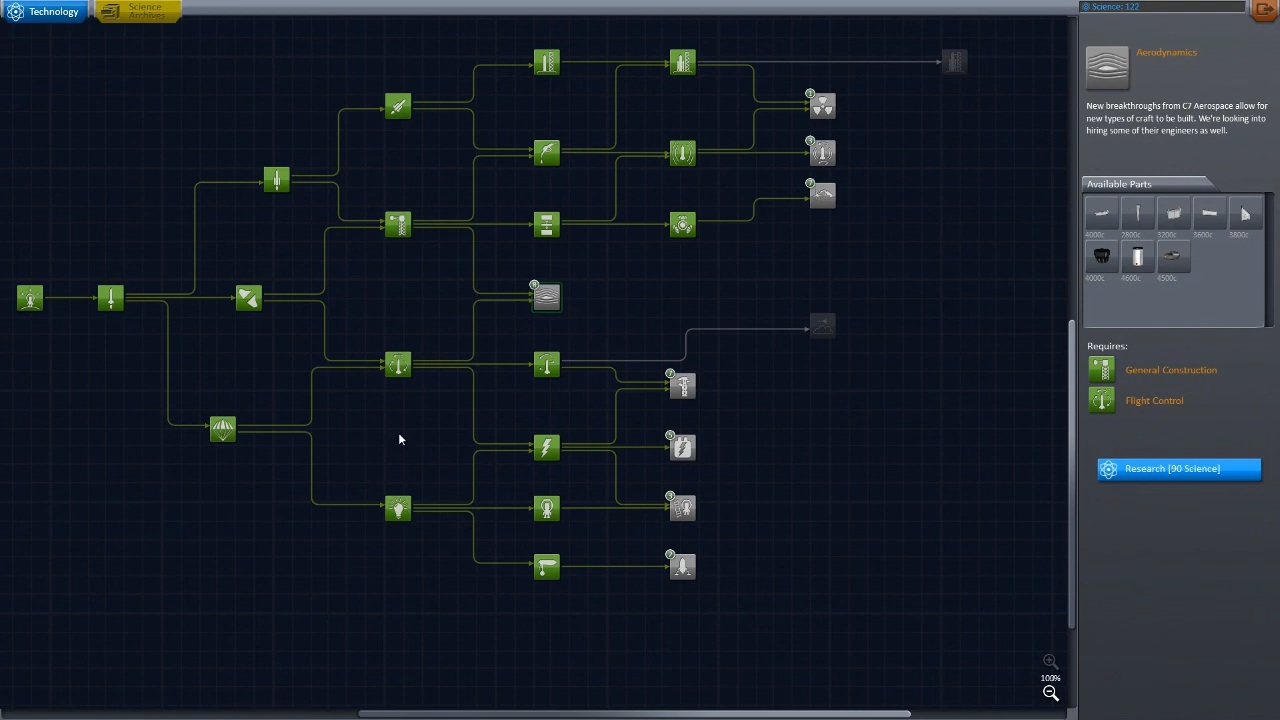 Technology
Science Archives
Science: 122
Aerodynamics
New breakthroughs from C7 Aerospace allow for
new types of craft to be built. We're looking into
hiring some of their engineers as well.
Available Parts
4000c 2800c 3200c 3600c 3800c
4000c 4600c 4500c
Requires:
General Construction
Flight Control
Research [90 Science]
100%